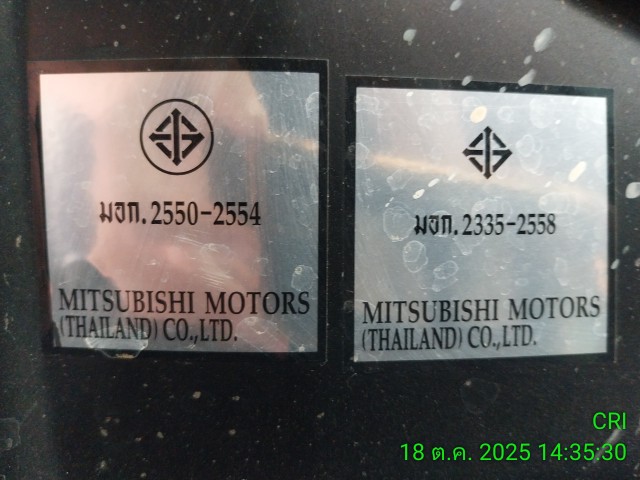 มอก. 2550-2554
MITSUBISHI MOTORS
(THAILAND) CO.,LTD.
มอก. 2335-2558
MITSUBISHI MOTORS
(THAILAND) CO.,LTD.
CRI
18 ต.ค. 2025 14:35:30